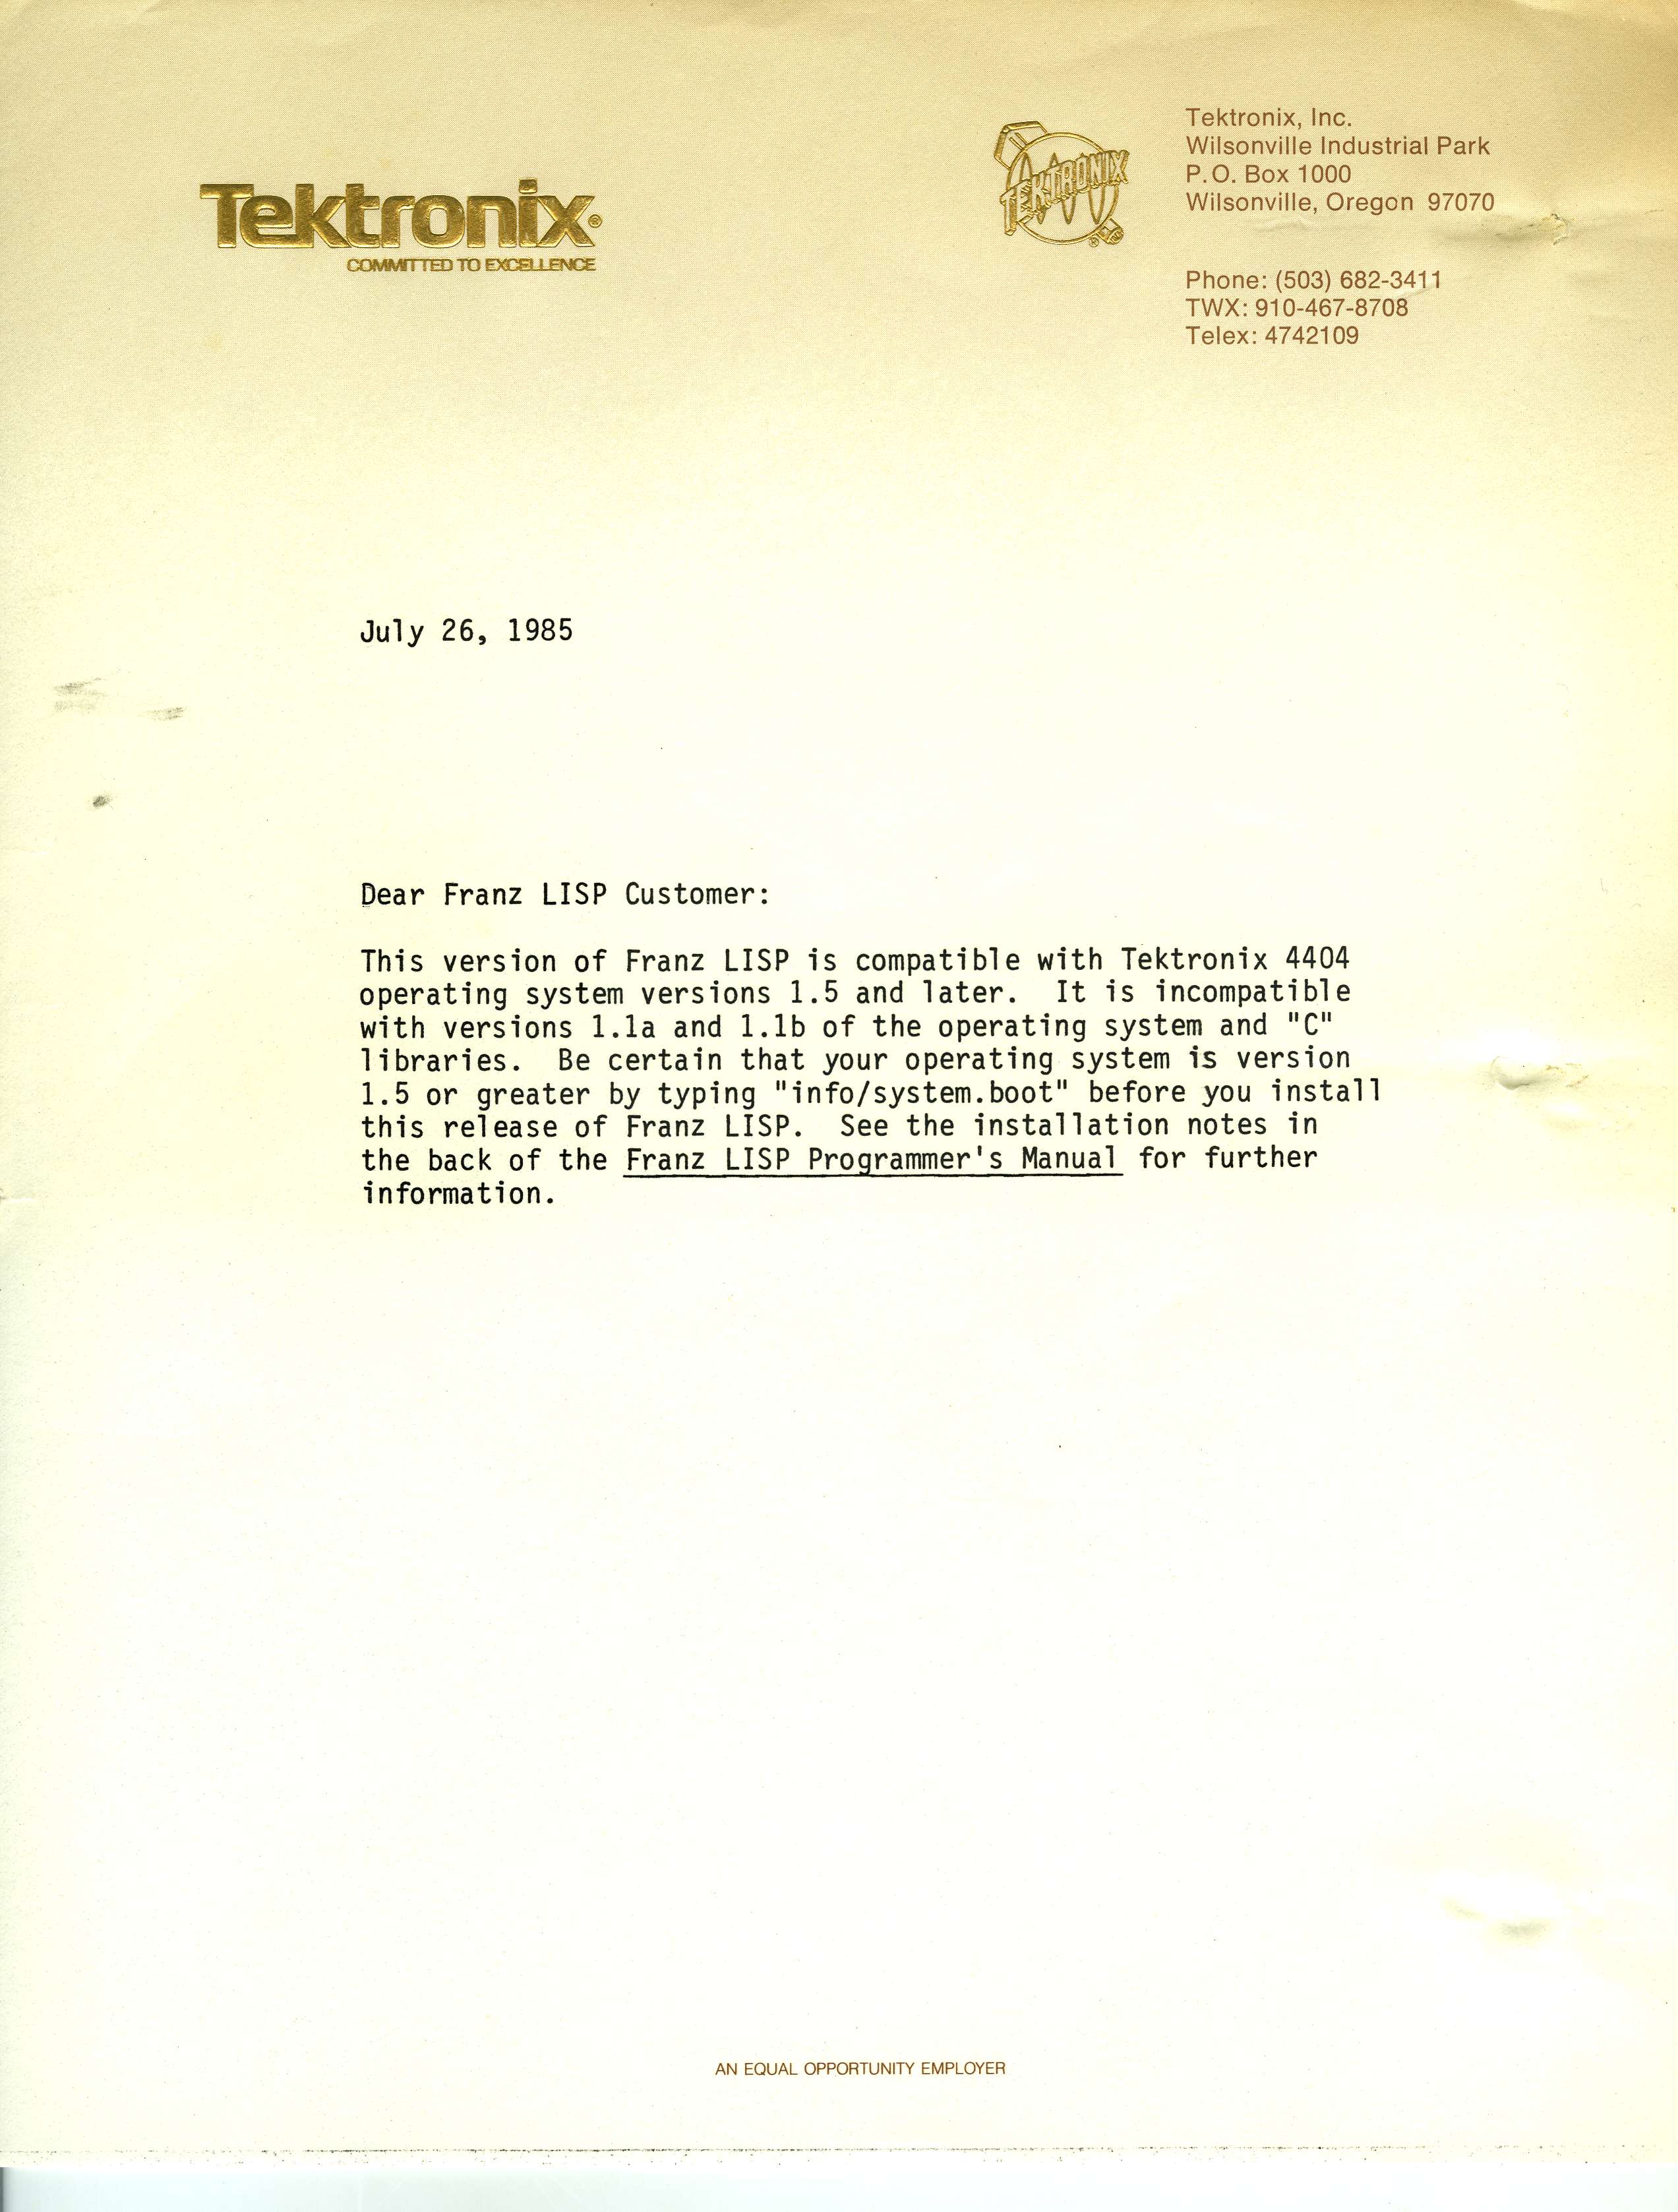 Tektronix®
COMMITTED TO EXCELLENCE
TEKTRONIX
®
Tektronix, Inc.
Wilsonville Industrial Park
P.O. Box 1000
Wilsonville, Oregon 97070
Phone: (503) 682-3411
TWX: 910-467-8708
Telex: 4742109
July 26, 1985
Dear Franz LISP Customer:
This version of Franz LISP is compatible with Tektronix 4404
operating system versions 1.5 and later. It is incompatible
with versions 1.1a and 1.1b of the operating system and "C"
libraries. Be certain that your operating system is version
1.5 or greater by typing "info/system.boot" before you install
this release of Franz LISP. See the installation notes in
the back of the Franz LISP Programmer's Manual for further
information.
AN EQUAL OPPORTUNITY EMPLOYER